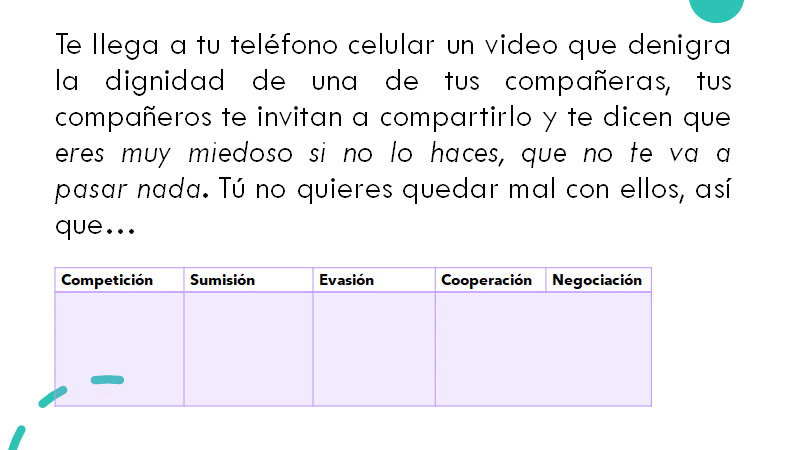 Te llega a tu teléfono celular un video que denigra
la dignidad de una de tus compañeras, tus
compañeros te invitan a compartirlo y te dicen que
eres muy miedoso si no lo haces, que no te va a
pasar nada. Tú no quieres quedar mal con ellos, así
que...
Competición Sumisión Evasión Cooperación Negociación